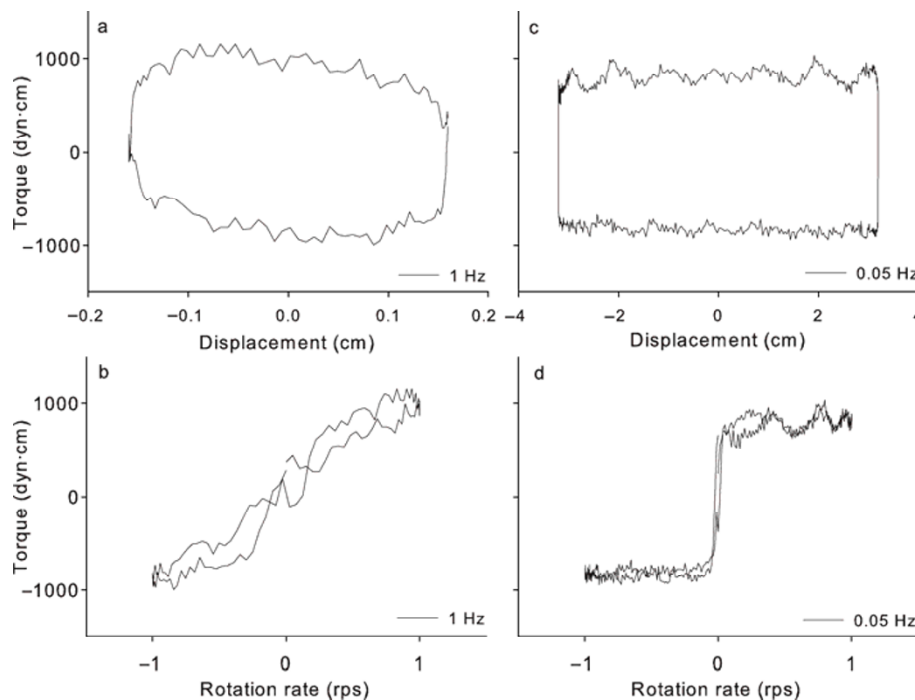 a
1000
0
−1000
Torque (dyn·cm)
1 Hz
−0.2
−0.1
0.0
0.1
0.2
Displacement (cm)
c
0.05 Hz
−4
−2
0
2
4
Displacement (cm)
b
1000
0
−1000
Torque (dyn·cm)
1 Hz
−1
0
1
Rotation rate (rps)
d
0.05 Hz
−1
0
1
Rotation rate (rps)